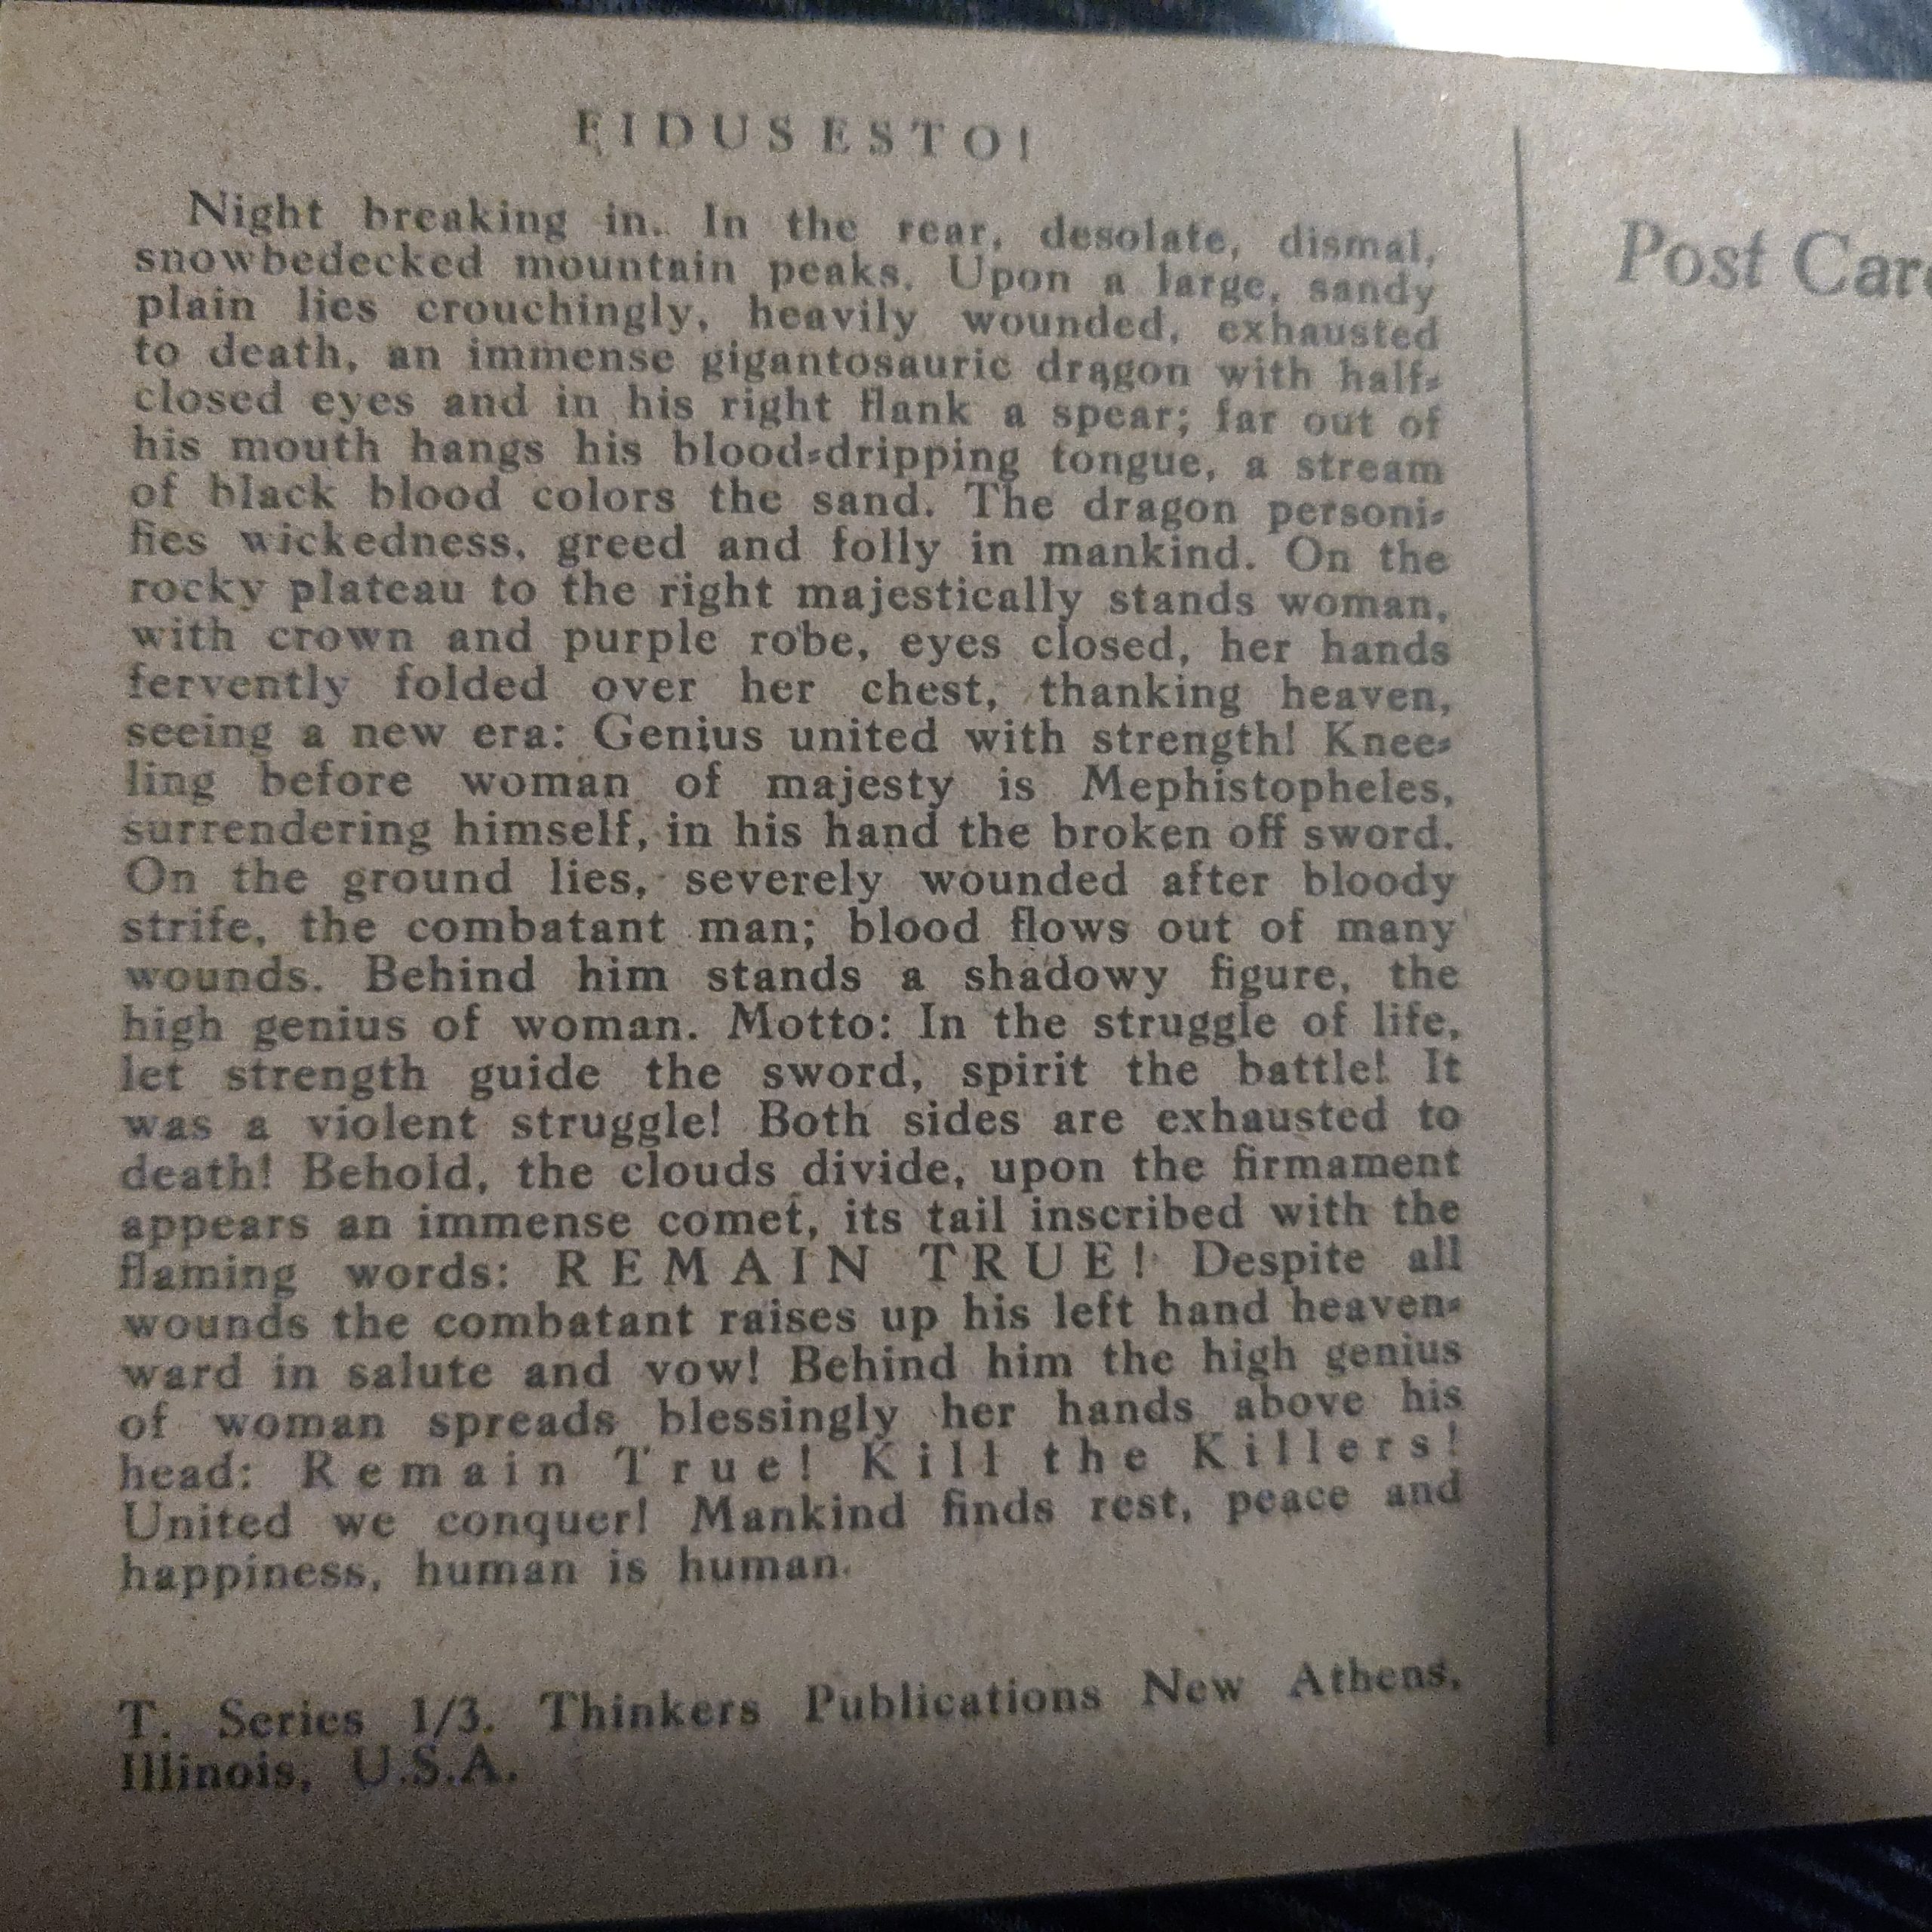 FIDUSESTO!
Night breaking in. In the rear, desolate, dismal,
snowbedecked mountain peaks. Upon a large, sandy
plain lies crouchingly, heavily wounded, exhausted
to death, an immense gigantosauric dragon with half-
closed eyes and in his right flank a spear; far out of
his mouth hangs his blood-dripping tongue, a stream
of black blood colors the sand. The dragon personi-
fies wickedness, greed and folly in mankind. On the
rocky plateau to the right majestically stands woman,
with crown and purple robe, eyes closed, her hands
fervently folded over her chest, thanking heaven,
seeing a new era: Genius united with strength! Knee-
ling before woman of majesty is Mephistopheles,
surrendering himself, in his hand the broken off sword.
On the ground lies, severely wounded after bloody
strife, the combatant man; blood flows out of many
wounds. Behind him stands a shadowy figure, the
high genius of woman. Motto: In the struggle of life,
let strength guide the sword, spirit the battle! It
was a violent struggle! Both sides are exhausted to
death! Behold, the clouds divide, upon the firmament
appears an immense comet, its tail inscribed with the
flaming words: REMAIN TRUE! Despite all
wounds the combatant raises up his left hand heaven-
ward in salute and vow! Behind him the high genius
of woman spreads blessingly her hands above his
head: Remain True! Kill the Killers!
United we conquer! Mankind finds rest, peace and
happiness, human is human.
T. Series 1/3. Thinkers Publications New Athens,
Illinois, U.S.A.
Post Car